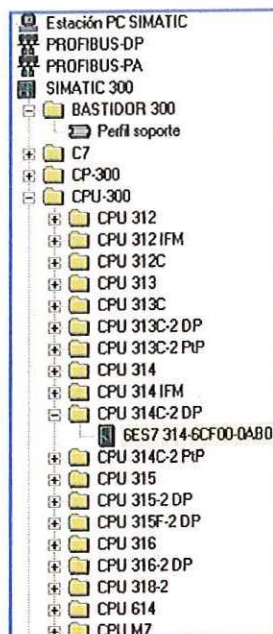 Estación PC SIMATIC
PROFIBUS-DP
PROFIBUS-PA
SIMATIC 300
BASTIDOR 300
Perfil soporte
C7
CP-300
CPU-300
CPU 312
CPU 312 IFM
CPU 312C
CPU 313
CPU 313C
CPU 313C-2 DP
CPU 313C-2 PtP
CPU 314
CPU 314 IFM
CPU 314C-2 DP
6ES7 314-6CF00-0AB0
CPU 314C-2 PtP
CPU 315
CPU 315-2 DP
CPU 315F-2 DP
CPU 316
CPU 316-2 DP
CPU 318-2
CPU 614
CPU M7